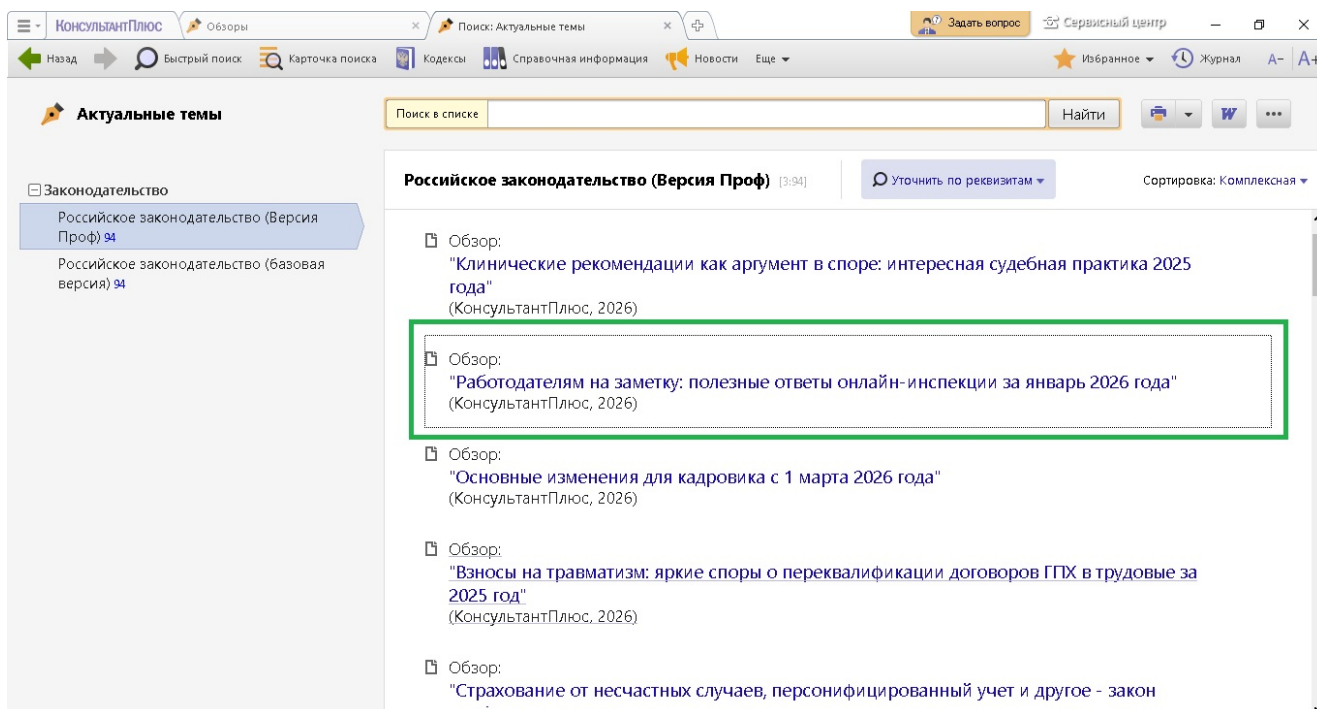 КОНСУЛЬТАНТПЛЮС
Обзоры
Поиск: Актуальные темы
Задать вопрос
Сервисный центр
Назад
Быстрый поиск
Карточка поиска
Кодексы
Справочная информация
Новости
Еще
Избранное
Журнал
A-
A+
Актуальные темы
Поиск в списке
Найти
W
Законодательство
Российское законодательство (Версия
Проф) 94
Российское законодательство (базовая
версия) 94
Российское законодательство (Версия Проф) [3:94]
Уточнить по реквизитам
Сортировка: Комплексная
Обзор:
"Клинические рекомендации как аргумент в споре: интересная судебная практика 2025
года"
(КонсультантПлюс, 2026)
Обзор:
"Работодателям на заметку: полезные ответы онлайн-инспекции за январь 2026 года"
(КонсультантПлюс, 2026)
Обзор:
"Основные изменения для кадровика с 1 марта 2026 года"
(КонсультантПлюс, 2026)
Обзор:
"Взносы на травматизм: яркие споры о переквалификации договоров ГПХ в трудовые за
2025 год"
(КонсультантПлюс, 2026)
Обзор:
"Страхование от несчастных случаев, персонифицированный учет и другое - закон